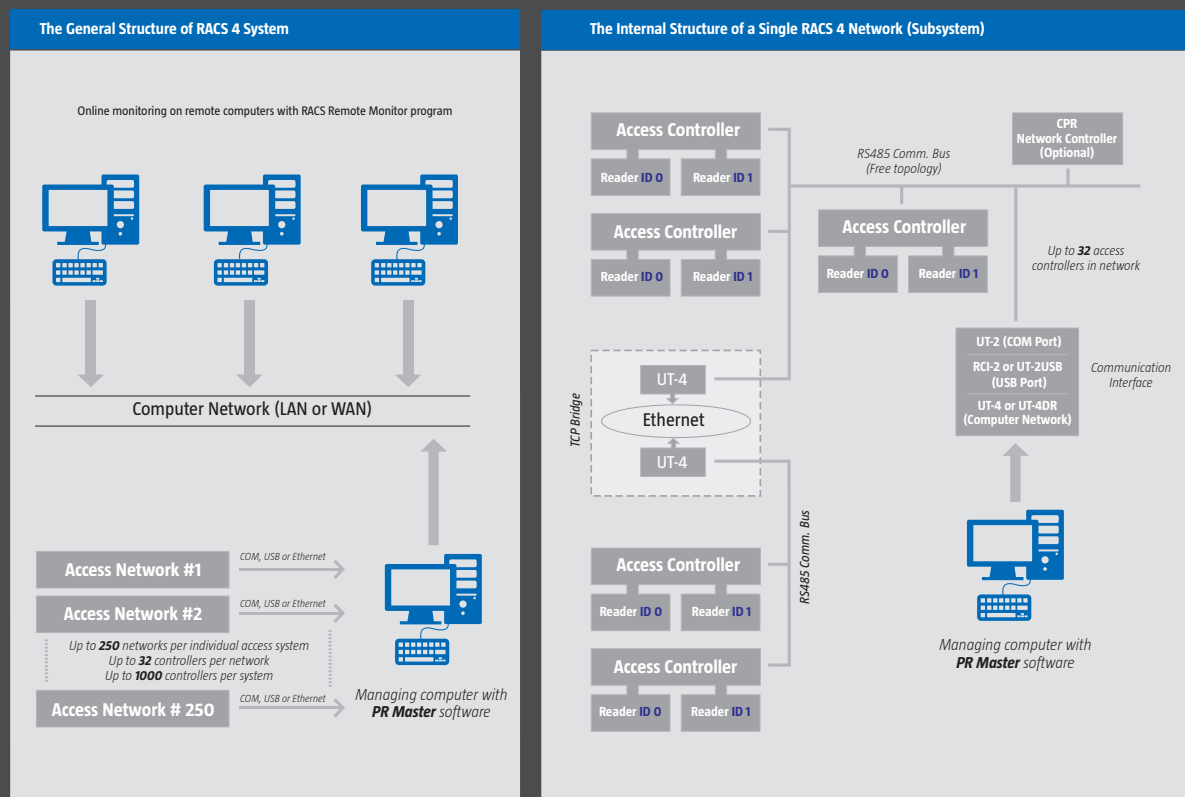 The General Structure of RACS 4 System
Online monitoring on remote computers with RACS Remote Monitor program
Computer Network (LAN or WAN)
Access Network #1
COM, USB or Ethernet
Access Network #2
COM, USB or Ethernet
Up to 250 networks per individual access system
Up to 32 controllers per network
Up to 1000 controllers per system
Access Network # 250
COM, USB or Ethernet
Managing computer with
PR Master software
The Internal Structure of a Single RACS 4 Network (Subsystem)
Access Controller
Reader ID 0
Reader ID 1
Access Controller
Reader ID 0
Reader ID 1
RS485 Comm. Bus
(Free topology)
CPR
Network Controller
(Optional)
Access Controller
Reader ID 0
Reader ID 1
Up to 32 access
controllers in network
TCP Bridge
UT-4
Ethernet
UT-4
UT-2 (COM Port)
RCI-2 or UT-2USB
(USB Port)
UT-4 or UT-4DR
(Computer Network)
Communication
Interface
RS485 Comm. Bus
Access Controller
Reader ID 0
Reader ID 1
Access Controller
Reader ID 0
Reader ID 1
Managing computer with
PR Master software